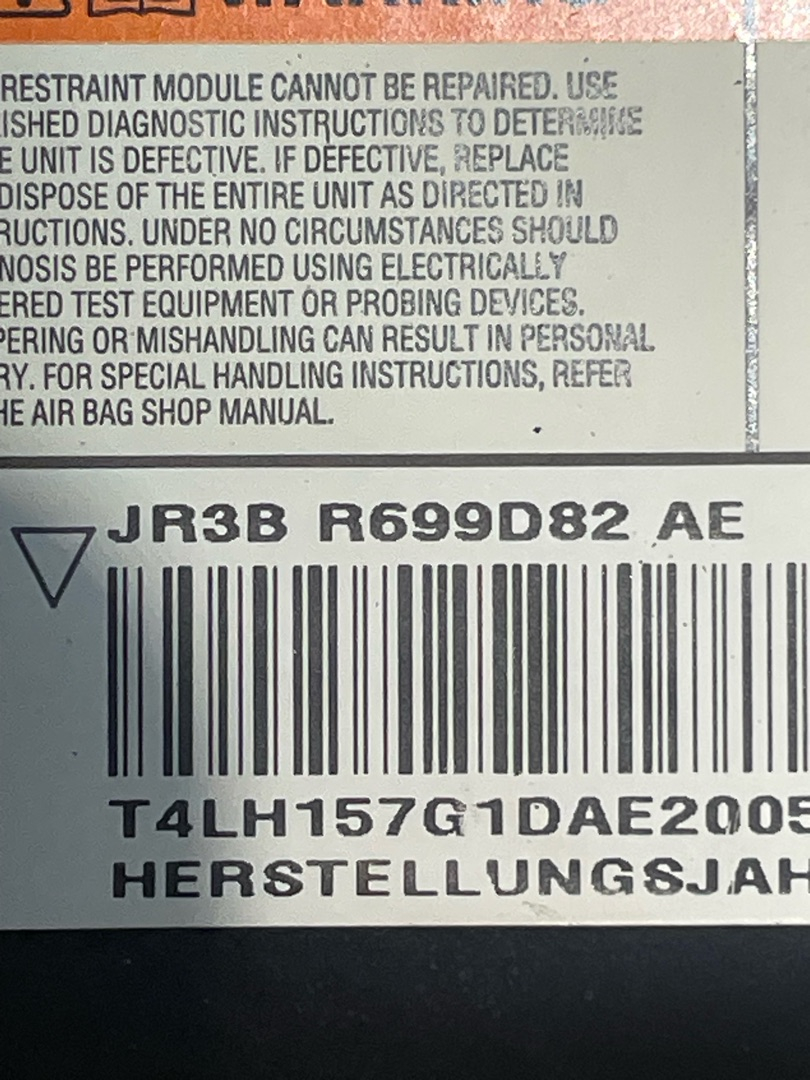 RESTRAINT MODULE CANNOT BE REPAIRED. USE
ISHED DIAGNOSTIC INSTRUCTIONS TO DETERMINE
E UNIT IS DEFECTIVE. IF DEFECTIVE, REPLACE
DISPOSE OF THE ENTIRE UNIT AS DIRECTED IN
RUCTIONS. UNDER NO CIRCUMSTANCES SHOULD
NOSIS BE PERFORMED USING ELECTRICALLY
ERED TEST EQUIPMENT OR PROBING DEVICES.
PERING OR MISHANDLING CAN RESULT IN PERSONAL
RY. FOR SPECIAL HANDLING INSTRUCTIONS, REFER
HE AIR BAG SHOP MANUAL.
JR3B R699D82 AE
T4LH157G1DAE2005
HERSTELLUNGSJAH